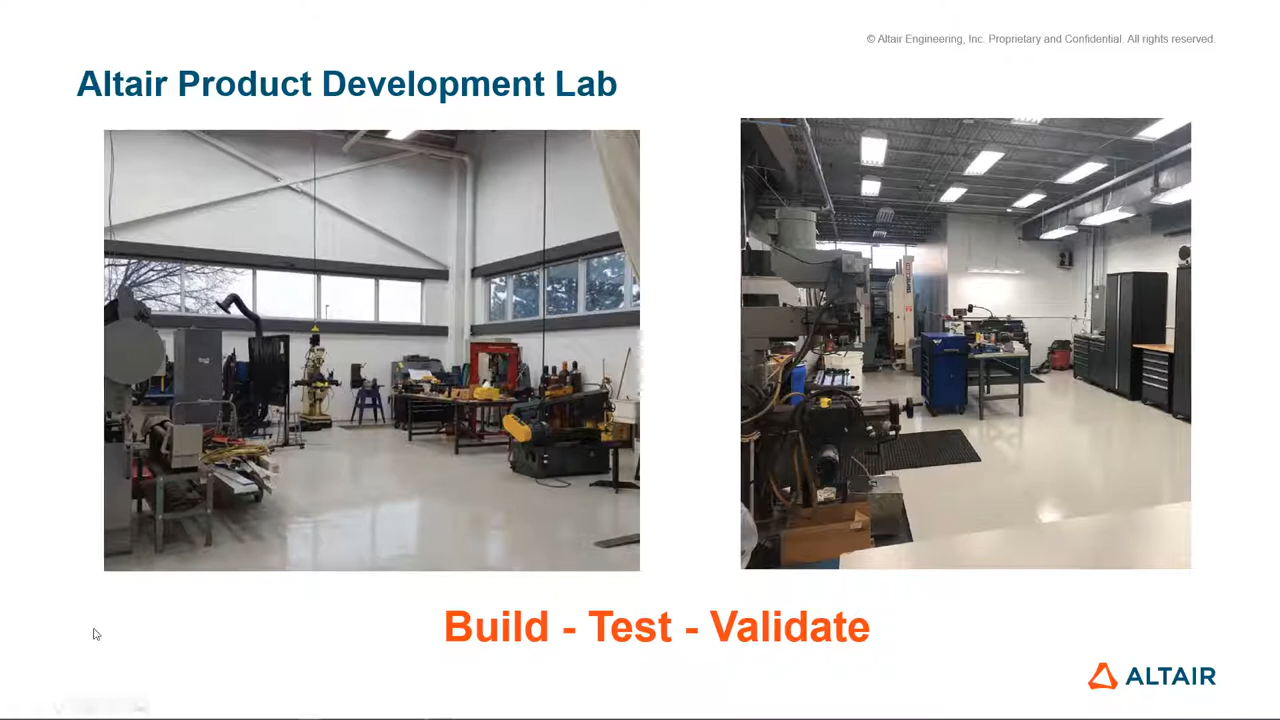 © Altair Engineering, Inc. Proprietary and Confidential. All rights reserved.
Altair Product Development Lab
Build - Test - Validate
ALTAIR